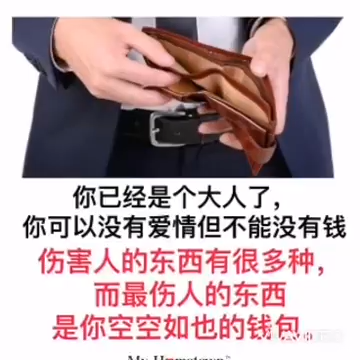 你已经是个大人了，
你可以没有爱情但不能没有钱
伤害人的东西有很多种，
而最伤人的东西
是你空空如也的钱包